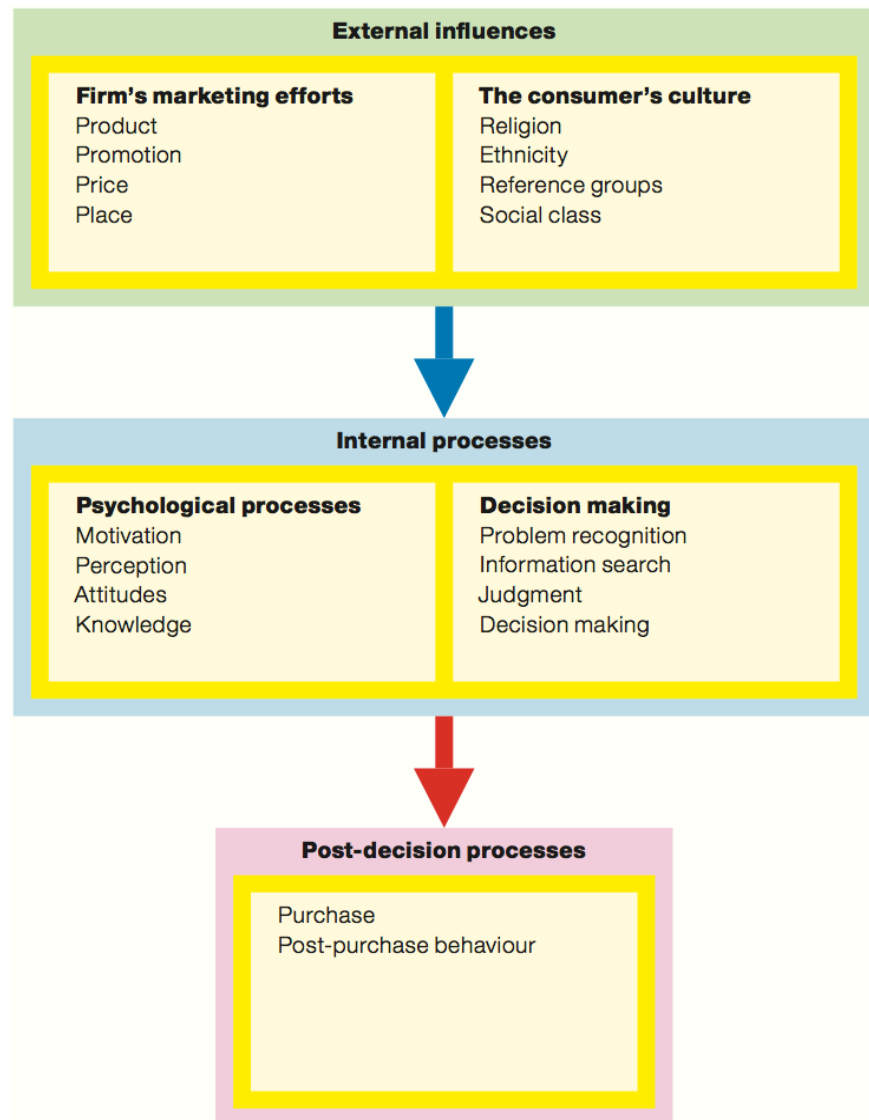 External influences
Firm's marketing efforts
Product
Promotion
Price
Place
The consumer's culture
Religion
Ethnicity
Reference groups
Social class
Internal processes
Psychological processes
Motivation
Perception
Attitudes
Knowledge
Decision making
Problem recognition
Information search
Judgment
Decision making
Post-decision processes
Purchase
Post-purchase behaviour